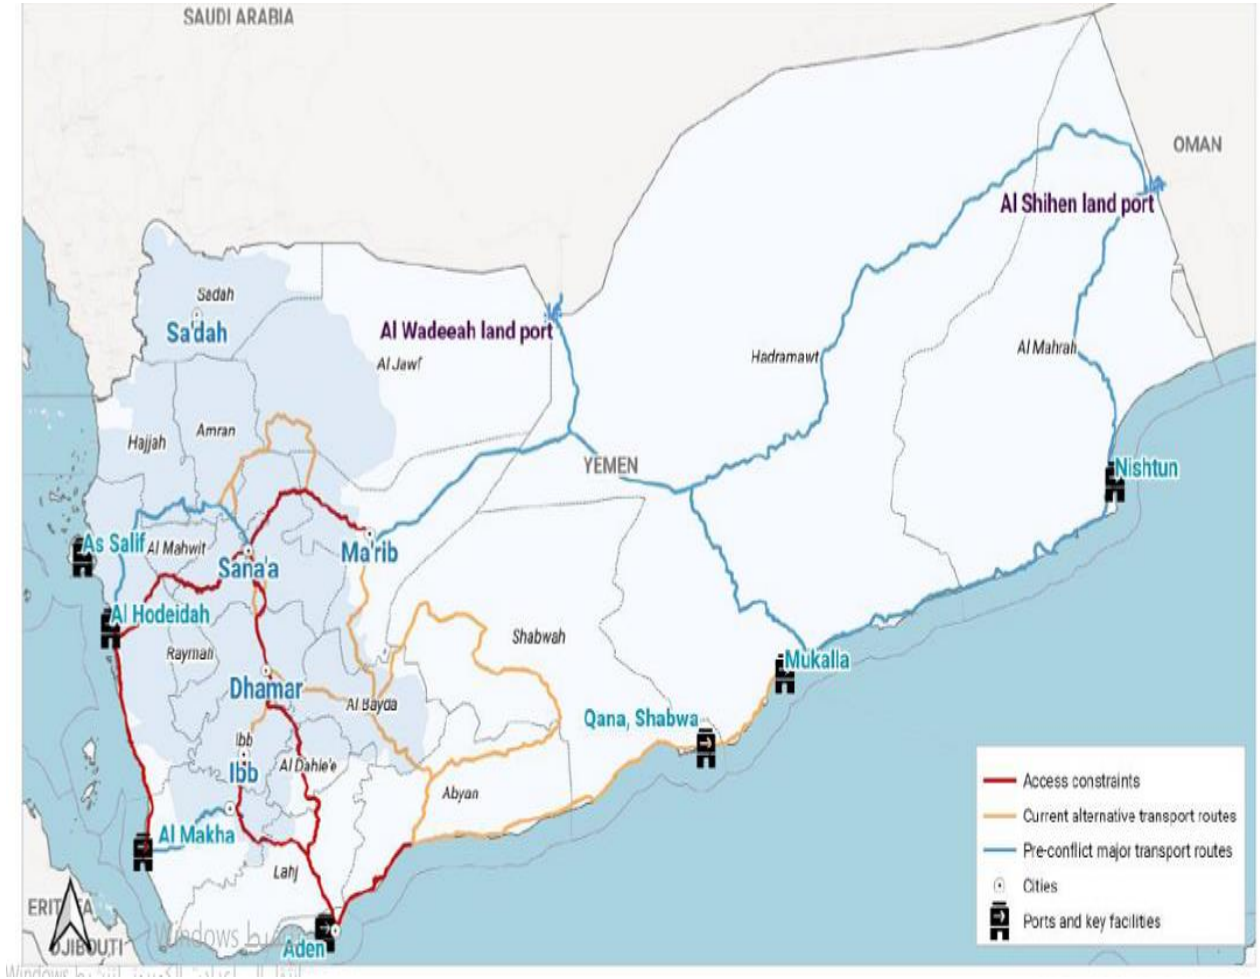 SAUDI ARABIA
OMAN
Al Shihen land port
Sadah
Sa'dah
Al Wadeeah land port
Al Jawf
Hadramawt
Al Mahrah
Hajjah
Amran
YEMEN
Nishtun
As Salif
Al Mahwit
Sana'a
Ma'rib
Al Hodeidah
Raymah
Shabwah
Mukalla
Dhamar
Al Bayda
Qana, Shabwa
Ibb
Ibb
Al Dahle'e
Abyan
Al Makha
Lahj
Aden
DJIBOUTI
Windows
Windows
Access constraints
Current alternative transport routes
Pre-conflict major transport routes
Cities
Ports and key facilities